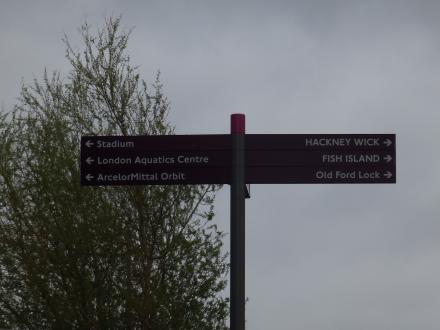 ← Stadium
← London Aquatics Centre
← ArcelorMittal Orbit
HACKNEY WICK →
FISH ISLAND →
Old Ford Lock →